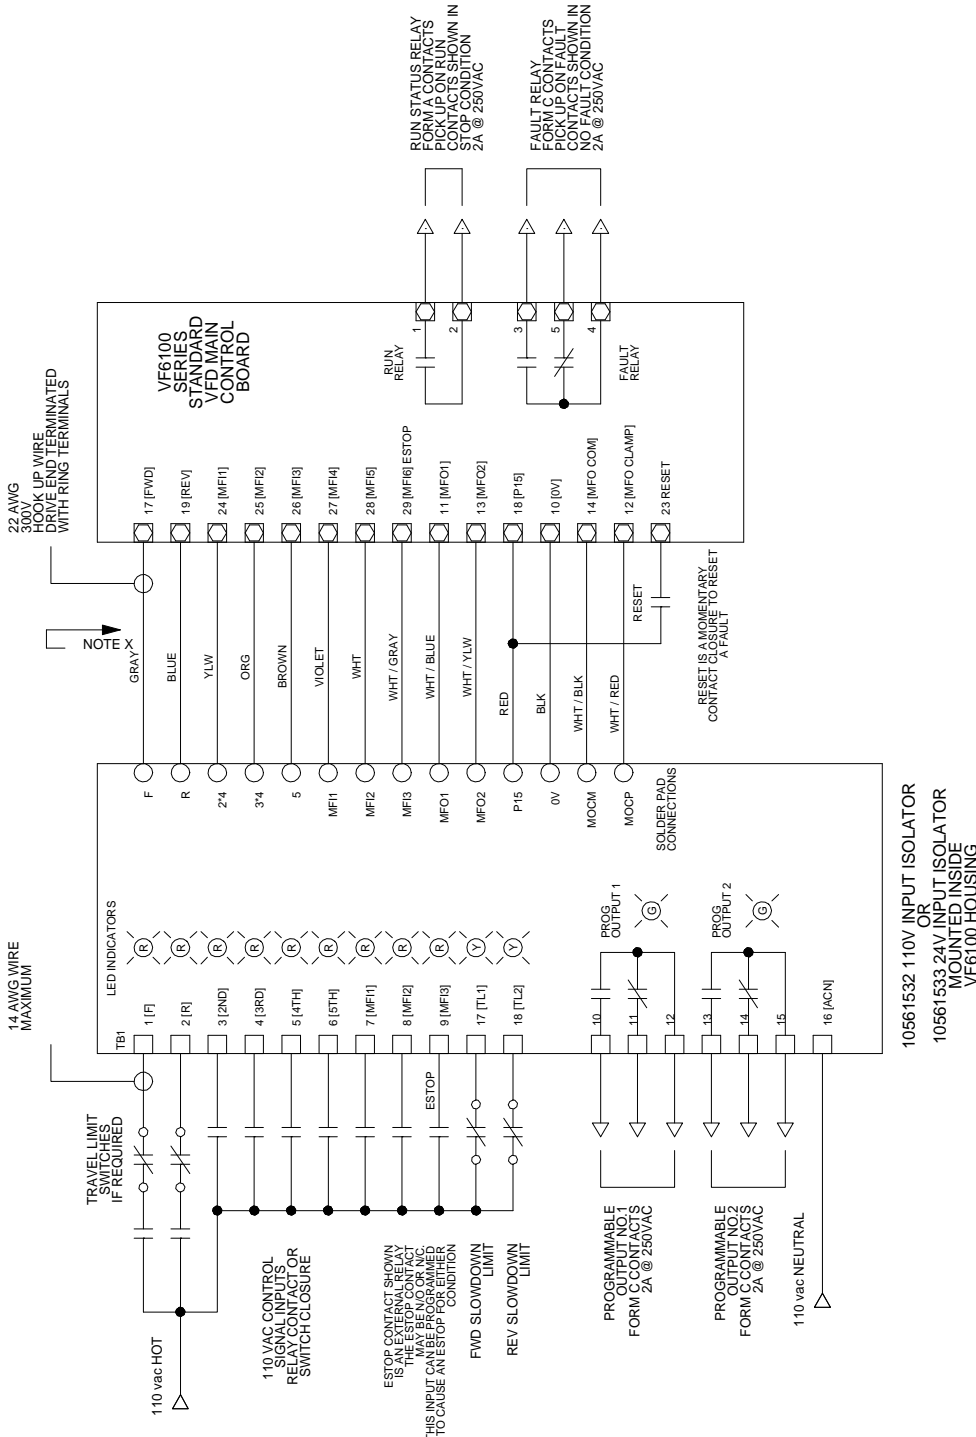 14 AWG WIRE
MAXIMUM
22 AWG
300V
HOOK UP WIRE
DRIVE END TERMINATED
WITH RING TERMINALS
NOTE X
110 vac HOT
TRAVEL LIMIT
SWITCHES
IF REQUIRED
110 VAC CONTROL
SIGNAL INPUTS
RELAY CONTACT OR
SWITCH CLOSURE
ESTOP CONTACT SHOWN
IS AN EXTERNAL RELAY
THE ESTOP CONTACT
MAY BE N/O OR N/C.
THIS INPUT CAN BE PROGRAMMED
TO CAUSE AN ESTOP FOR EITHER
CONDITION
ESTOP
FWD SLOWDOWN
LIMIT
REV SLOWDOWN
LIMIT
PROGRAMMABLE
OUTPUT NO.1
FORM C CONTACTS
2A @ 250VAC
PROGRAMMABLE
OUTPUT NO.2
FORM C CONTACTS
2A @ 250VAC
110 vac NEUTRAL
TB1
LED INDICATORS
1 [F]
R
2 [R]
R
3 [2ND]
R
4 [3RD]
R
5 [4TH]
R
6 [5TH]
R
7 [MFI1]
R
8 [MFI2]
R
9 [MFI3]
R
17 [TL1]
Y
18 [TL2]
Y
10
11
12
PROG
OUTPUT 1
G
13
14
15
PROG
OUTPUT 2
G
16 [ACN]
F
R
2*4
3*4
5
MFI1
MFI2
MFI3
MFO1
MFO2
P15
0V
MOCM
MOCP
SOLDER PAD
CONNECTIONS
10561532 110V INPUT ISOLATOR
OR
10561533 24V INPUT ISOLATOR
MOUNTED INSIDE
VF6100 HOUSING
GRAY
BLUE
YLW
ORG
BROWN
VIOLET
WHT
WHT / GRAY
WHT / BLUE
WHT / YLW
RED
BLK
WHT / BLK
WHT / RED
RESET
RESET IS A MOMENTARY
CONTACT CLOSURE TO RESET
A FAULT
17 [FWD]
19 [REV]
24 [MFI1]
25 [MFI2]
26 [MFI3]
27 [MFI4]
28 [MFI5]
29 [MFI6] ESTOP
11 [MFO1]
13 [MFO2]
18 [P15]
10 [0V]
14 [MFO COM]
12 [MFO CLAMP]
23 RESET
VF6100
SERIES
STANDARD
VFD MAIN
CONTROL
BOARD
RUN
RELAY
1
2
3
5
4
FAULT
RELAY
RUN STATUS RELAY
FORM A CONTACTS
PICK UP ON RUN
CONTACTS SHOWN IN
STOP CONDITION
2A @ 250VAC
FAULT RELAY
FORM C CONTACTS
PICK UP ON FAULT
CONTACTS SHOWN IN
NO FAULT CONDITION
2A @ 250VAC